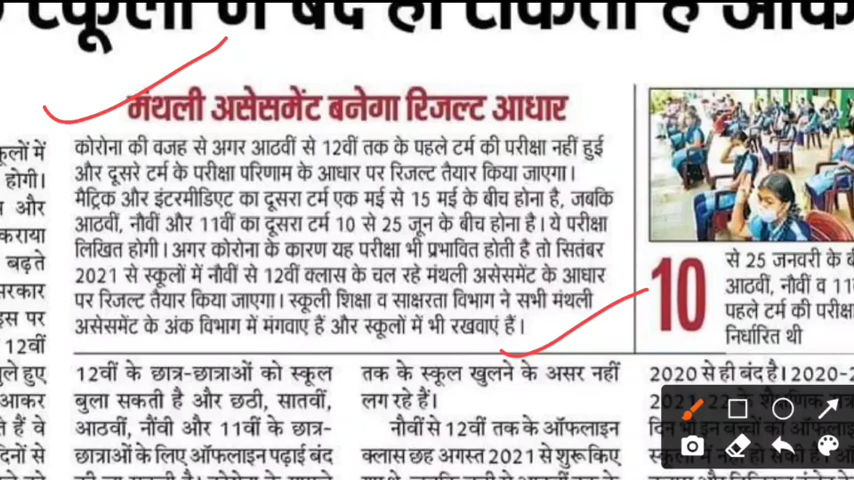 स्कूलों में बंद हो सकती है
मंथली असेसमेंट बनेगा रिजल्ट आधार
कोरोना की वजह से अगर आठवीं से 12वीं तक के पहले टर्म की परीक्षा नहीं हुई
और दूसरे टर्म के परीक्षा परिणाम के आधार पर रिजल्ट तैयार किया जाएगा।
मैट्रिक और इंटरमीडिएट का दूसरा टर्म एक मई से 15 मई के बीच होना है, जबकि
आठवीं, नौवीं और 11वीं का दूसरा टर्म 10 से 25 जून के बीच होना है। ये परीक्षा
लिखित होगी। अगर कोरोना के कारण यह परीक्षा भी प्रभावित होती है तो सितंबर
2021 से स्कूलों में नौवीं से 12वीं क्लास के चल रहे मंथली असेसमेंट के आधार
पर रिजल्ट तैयार किया जाएगा। स्कूली शिक्षा व साक्षरता विभाग ने सभी मंथली
असेसमेंट के अंक विभाग में मंगवाए हैं और स्कूलों में भी रखवाएं हैं।
में
होगी।
और
कराया
बढ़ते
पर
12वीं
हुए
आकर
हैं वे
से
12वीं के छात्र-छात्राओं को स्कूल
बुला सकती है और छठी, सातवीं,
आठवीं, नौंवी और 11वीं के छात्र-
छात्राओं के लिए ऑफलाइन पढ़ाई बंद
तक के स्कूल खुलने के असर नहीं
लग रहे हैं।
नौवीं से 12वीं तक के ऑफलाइन
क्लास छह अगस्त 2021 से शुरू किए
10
से 25 जनवरी के
आठवीं, नौवीं व
पहले टर्म की
निर्धारित थी
2020 से ही बंद है।